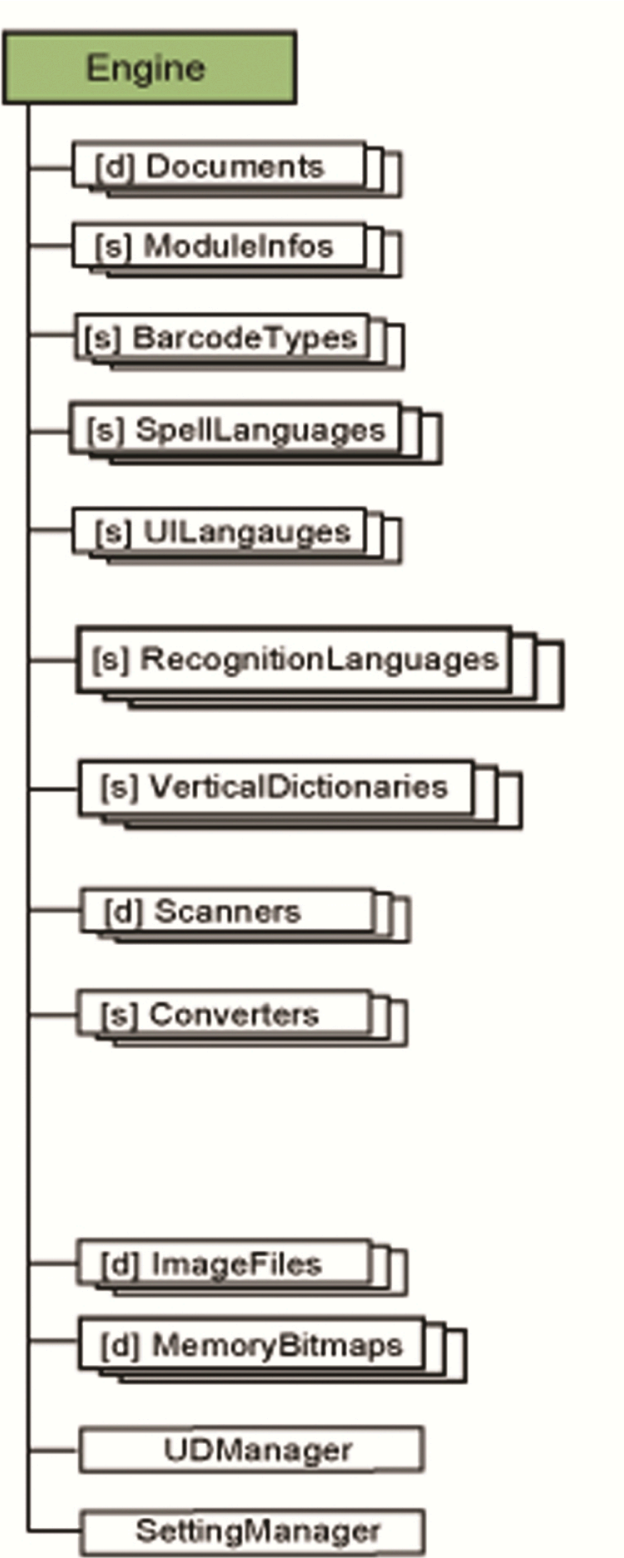 Engine
[d] Documents
[s] ModuleInfos
[s] BarcodeTypes
[s] SpellLanguages
[s] UILangauges
[s] RecognitionLanguages
[s] VerticalDictionaries
[d] Scanners
[s] Converters
[d] ImageFiles
[d] MemoryBitmaps
UDManager
SettingManager